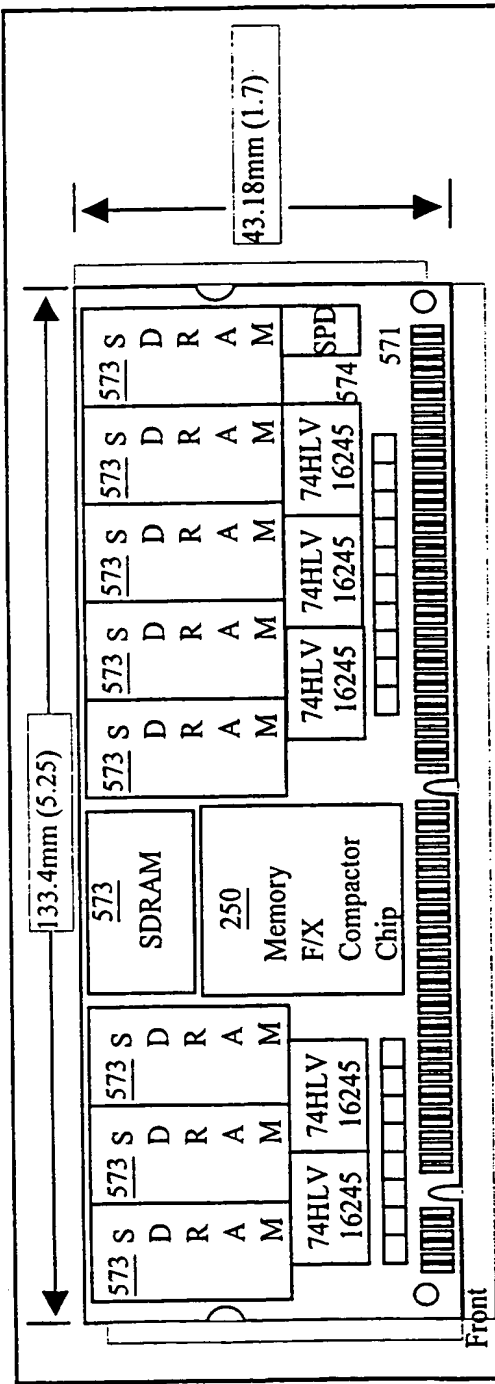 133.4mm (5.25)
43.18mm (1.7)
573 S D R A M
573 S D R A M
573 S D R A M
573 SDRAM
573 S D R A M
573 S D R A M
573 S D R A M
573 S D R A M
573 S D R A M
250
Memory
F/X
Compactor
Chip
74HLV
16245
74HLV
16245
74HLV
16245
74HLV
16245
74HLV
16245
SPD
574
571
Front